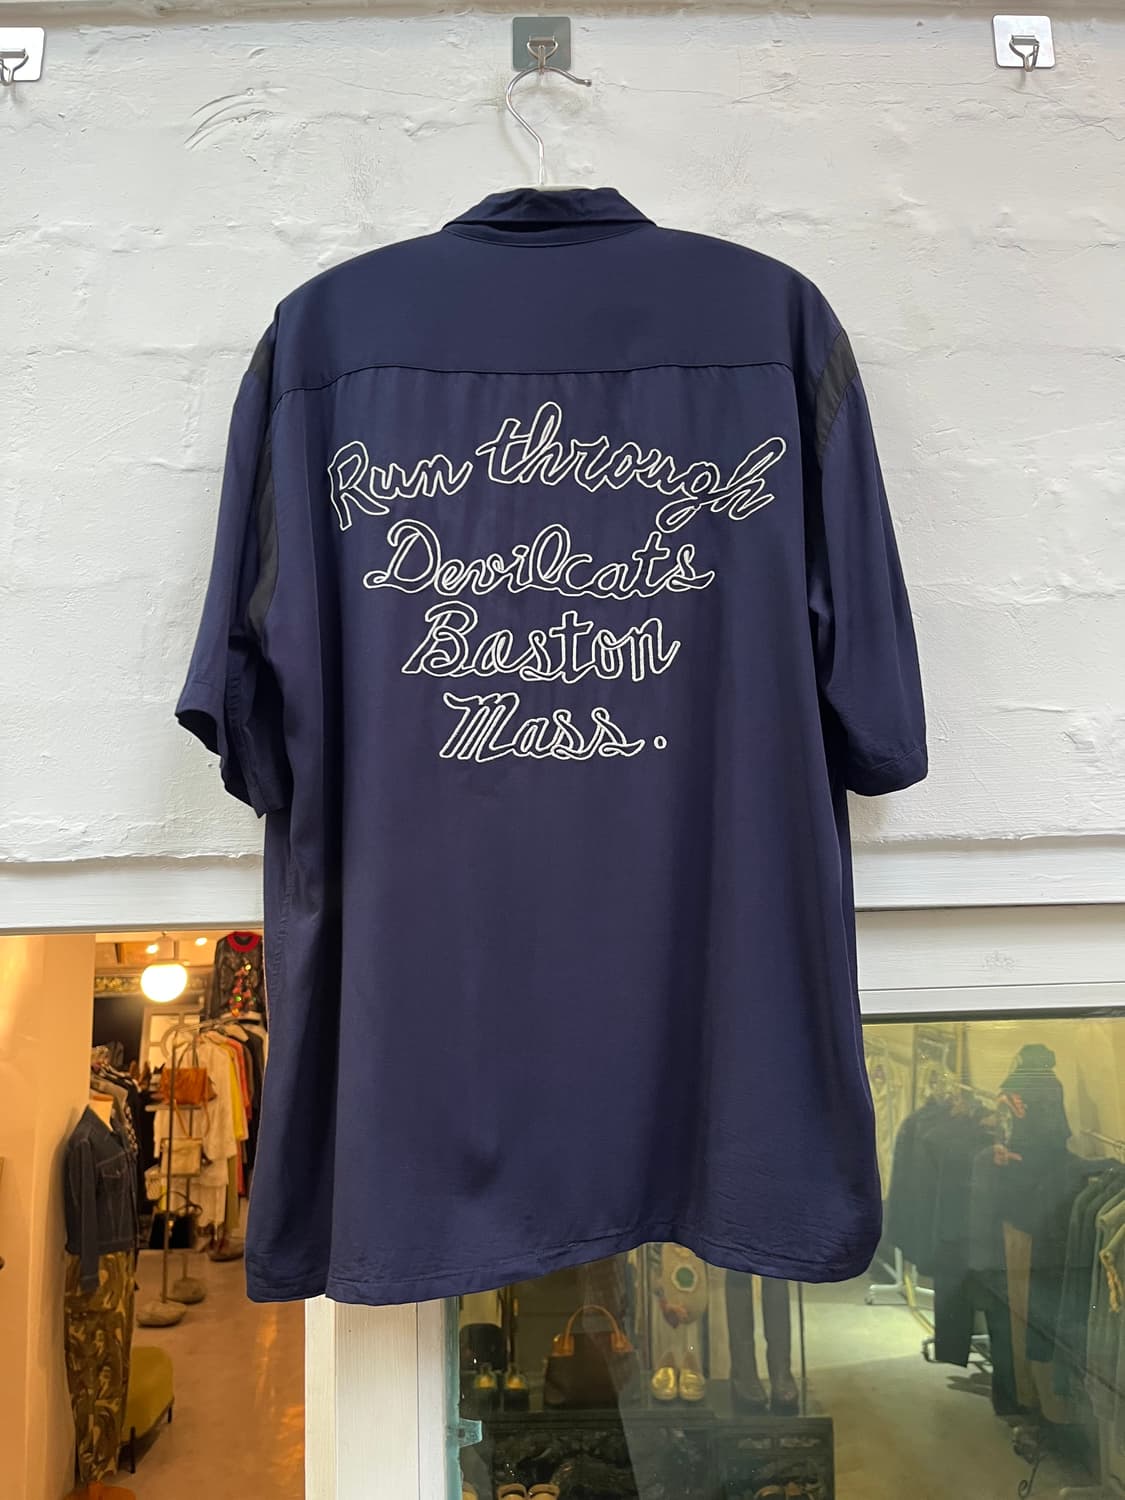 Run through
Devilcats
Boston
Mass.